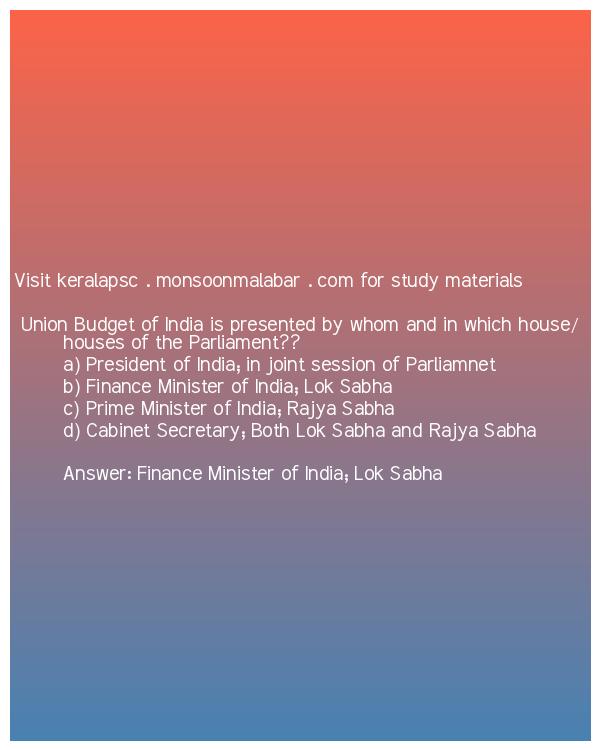 Visit keralapsc . monsoonmalabar . com for study materials
Union Budget of India is presented by whom and in which house/
houses of the Parliament??
a) President of India; in joint session of Parliamnet
b) Finance Minister of India; Lok Sabha
c) Prime Minister of India; Rajya Sabha
d) Cabinet Secretary; Both Lok Sabha and Rajya Sabha
Answer: Finance Minister of India; Lok Sabha